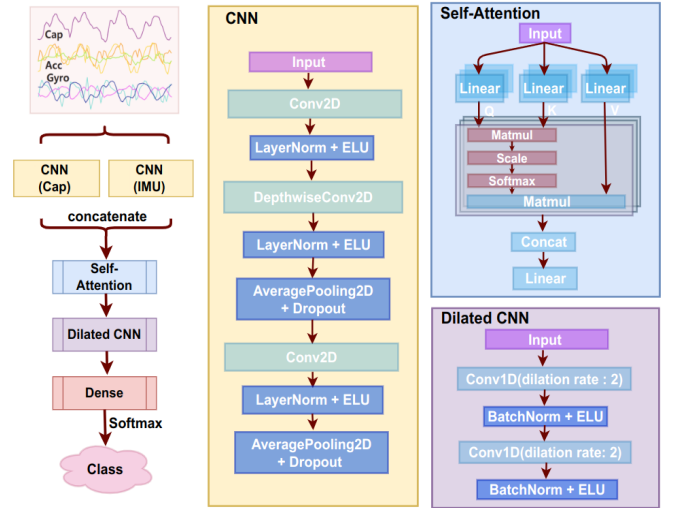 Cap
Acc
Gyro
CNN
(Cap)
CNN
(IMU)
concatenate
Self-
Attention
Dilated CNN
Dense
Softmax
Class
CNN
Input
Conv2D
LayerNorm + ELU
DepthwiseConv2D
LayerNorm + ELU
AveragePooling2D
+ Dropout
Conv2D
LayerNorm + ELU
AveragePooling2D
+ Dropout
Self-Attention
Input
Linear
Linear
Linear
Q
K
V
Matmul
Scale
Softmax
Matmul
Concat
Linear
Dilated CNN
Input
Conv1D(dilation rate : 2)
BatchNorm + ELU
Conv1D(dilation rate: 2)
BatchNorm + ELU